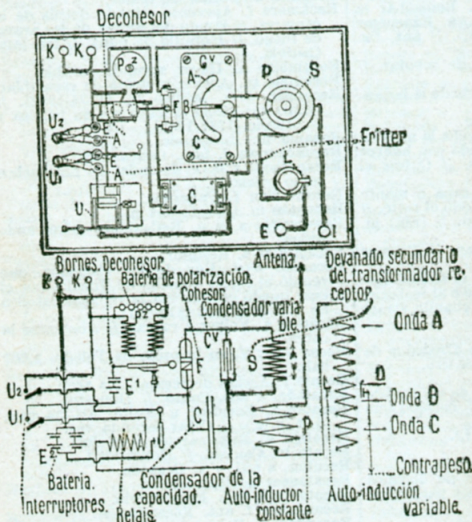 Decohesor
K K
P z
GV
A
P
S
B
F
U2
E
A
Fritter
E
U1
A
G'
L
U
C
E
I
Bornes. Decohesor.
Antena.
Devanado secundario
Batería de polarización.
del transformador re-
Cohesor.
ceptor
K K
Condensador varia-
ble.
Onda A
P2
CV
S
F
U2
E1
D
L
Onda B
U1
C
P
Onda C
E2
Contrapeso.
Batería.
Condensador de la
Interruptores.
capacidad.
Auto-inductor
Auto-inducción
Relais.
constante.
variable.